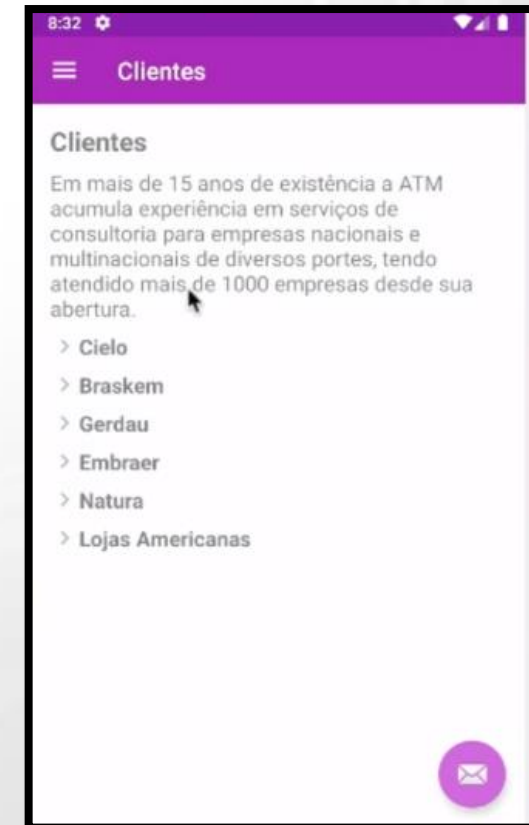 8:32
Clientes
Clientes
Em mais de 15 anos de existência a ATM
acumula experiência em serviços de
consultoria para empresas nacionais e
multinacionais de diversos portes, tendo
atendido mais de 1000 empresas desde sua
abertura.
> Cielo
> Braskem
> Gerdau
> Embraer
> Natura
> Lojas Americanas